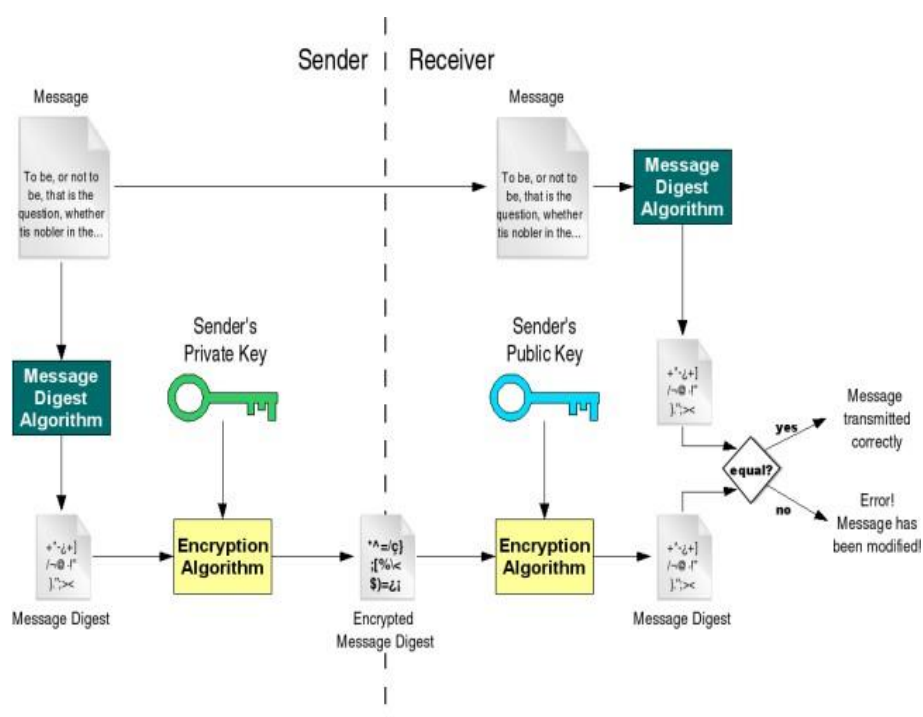 Sender
Receiver
Message
To be, or not to
be, that is the
question, whether
tis nobler in the...
Message
To be, or not to
be, that is the
question, whether
tis nobler in the...
Message
Digest
Algorithm
Sender's
Private Key
Sender's
Public Key
Message
Digest
Algorithm
+*-¿+]
/¬@ -!"
}.";><
yes
equal?
no
Message
transmitted
correctly
Error!
Message has
been modified!
+*-¿+]
/¬@ -!"
}.";><
Message Digest
Encryption
Algorithm
*^=/ç}
;[%\<
$)=¿¡
Encrypted
Message Digest
Encryption
Algorithm
+*-¿+]
/¬@ -!"
}.";><
Message Digest